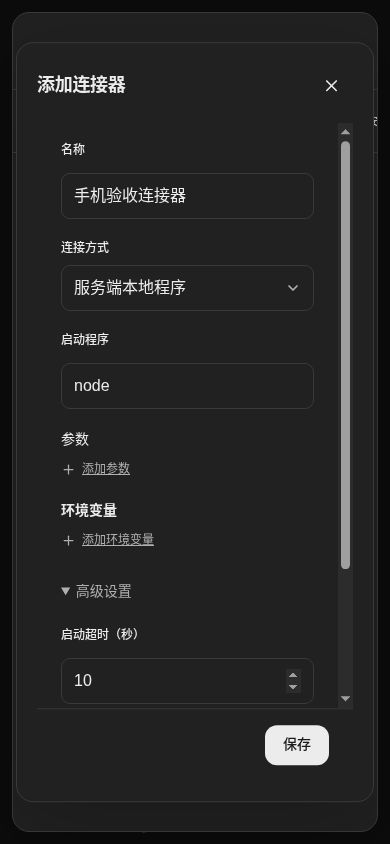 添加连接器
名称
手机验收连接器
连接方式
服务端本地程序
启动程序
node
参数
添加参数
环境变量
添加环境变量
高级设置
启动超时（秒）
10
保存